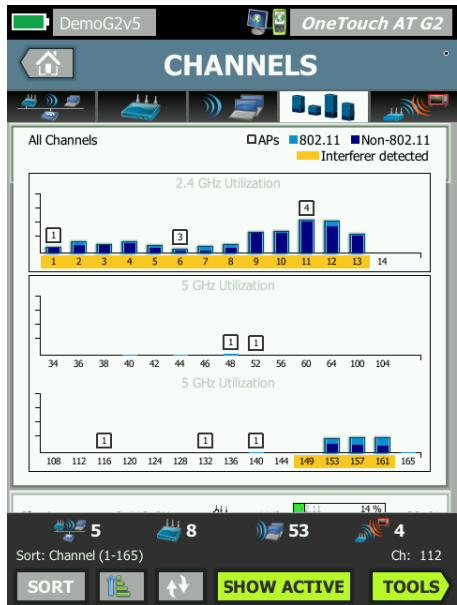 DemoG2v5 OneTouch AT G2
CHANNELS
All Channels APs 802.11 Non-802.11
Interferer detected
2.4 GHz Utilization
4
1 3
1 2 3 4 5 6 7 8 9 10 11 12 13 14
5 GHz Utilization
1 1
34 36 38 40 42 44 46 48 52 56 60 64 100 104
5 GHz Utilization
1 1 1
108 112 116 120 124 128 132 136 140 144 149 153 157 161 165
14 %
5 8 53 4
Sort: Channel (1-165) Ch: 112
SORT SHOW ACTIVE TOOLS